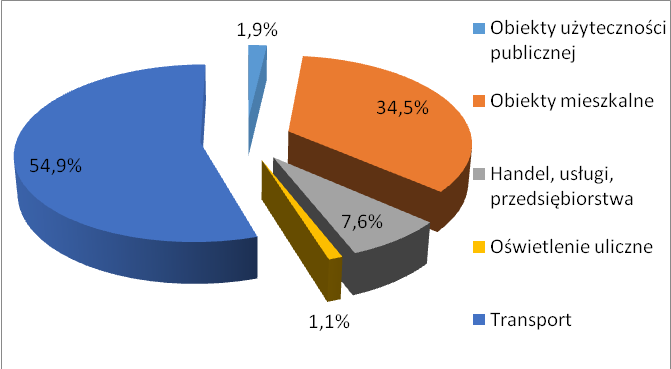 1,9%
34,5%
54,9%
7,6%
1,1%
Obiekty użyteczności
publicznej
Obiekty mieszkalne
Handel, usługi,
przedsiębiorstwa
Oświetlenie uliczne
Transport